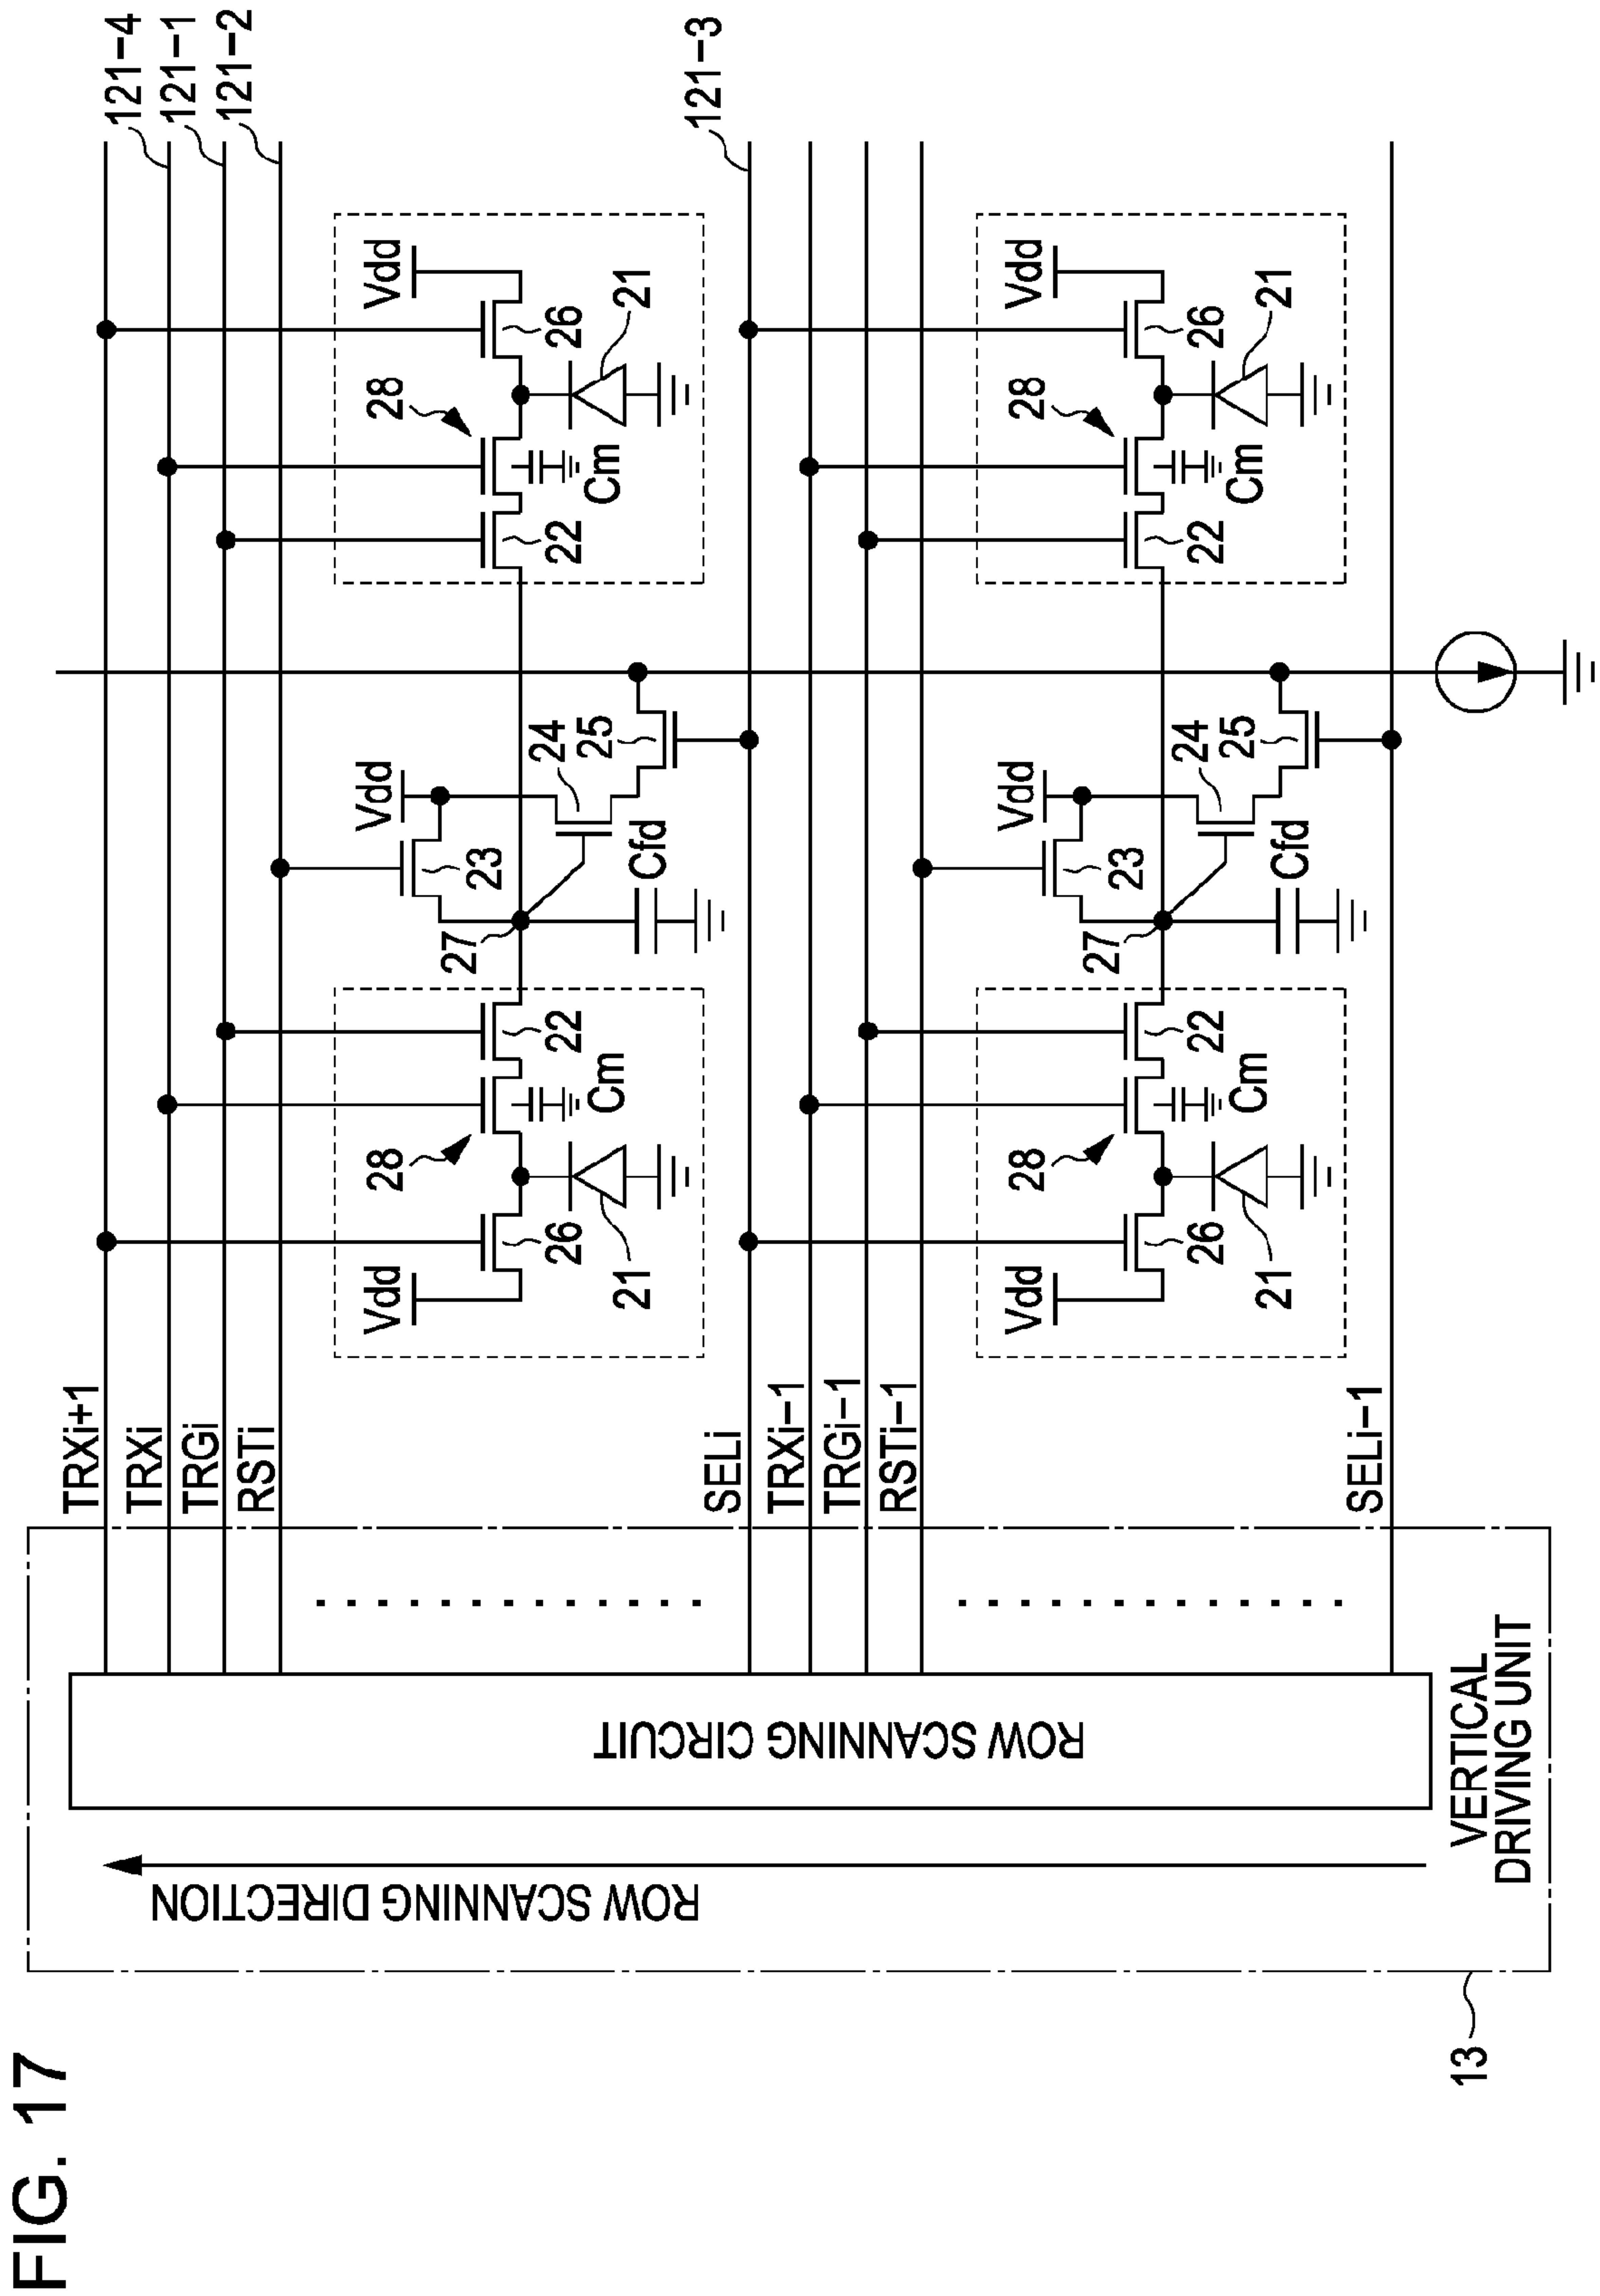 FIG. 17
121-4
121-1
121-2
121-3
TRXi+1
TRXi
TRGi
RSTi
SELi
TRXi-1
TRGi-1
RSTi-1
SELi-1
Vdd
26
21
28
Cm
22
27
23
Vdd
24
25
Cfd
22
Cm
28
Vdd
26
21
Vdd
26
21
28
Cm
22
27
23
Vdd
24
25
Cfd
22
Cm
28
Vdd
26
21
ROW SCANNING CIRCUIT
ROW SCANNING DIRECTION
VERTICAL
DRIVING UNIT
13